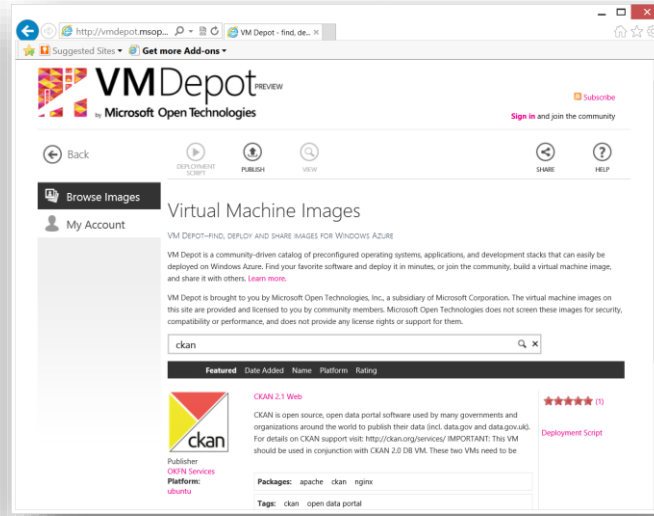 http://vmdepot.msop...
VM Depot - find, de...
Suggested Sites
Get more Add-ons
VMDepot PREVIEW
by Microsoft Open Technologies
Subscribe
Sign in and join the community
Back
DEPLOYMENT SCRIPT
PUBLISH
VIEW
SHARE
HELP
Browse Images
My Account
Virtual Machine Images
VM DEPOT–FIND, DEPLOY AND SHARE IMAGES FOR WINDOWS AZURE
VM Depot is a community-driven catalog of preconfigured operating systems, applications, and development stacks that can easily be
deployed on Windows Azure. Find your favorite software and deploy it in minutes, or join the community, build a virtual machine image,
and share it with others. Learn more.
VM Depot is brought to you by Microsoft Open Technologies, Inc., a subsidiary of Microsoft Corporation. The virtual machine images on
this site are provided and licensed to you by community members. Microsoft Open Technologies does not screen these images for security,
compatibility or performance, and does not provide any license rights or support for them.
ckan
Featured Date Added Name Platform Rating
CKAN 2.1 Web
(1)
CKAN is open source, open data portal software used by many governments and
organizations around the world to publish their data (incl. data.gov and data.gov.uk).
For details on CKAN support visit: http://ckan.org/services/ IMPORTANT: This VM
should be used in conjunction with CKAN 2.0 DB VM. These two VMs need to be
Deployment Script
ckan
Publisher
OKFN Services
Platform:
ubuntu
Packages: apache ckan nginx
Tags: ckan open data portal